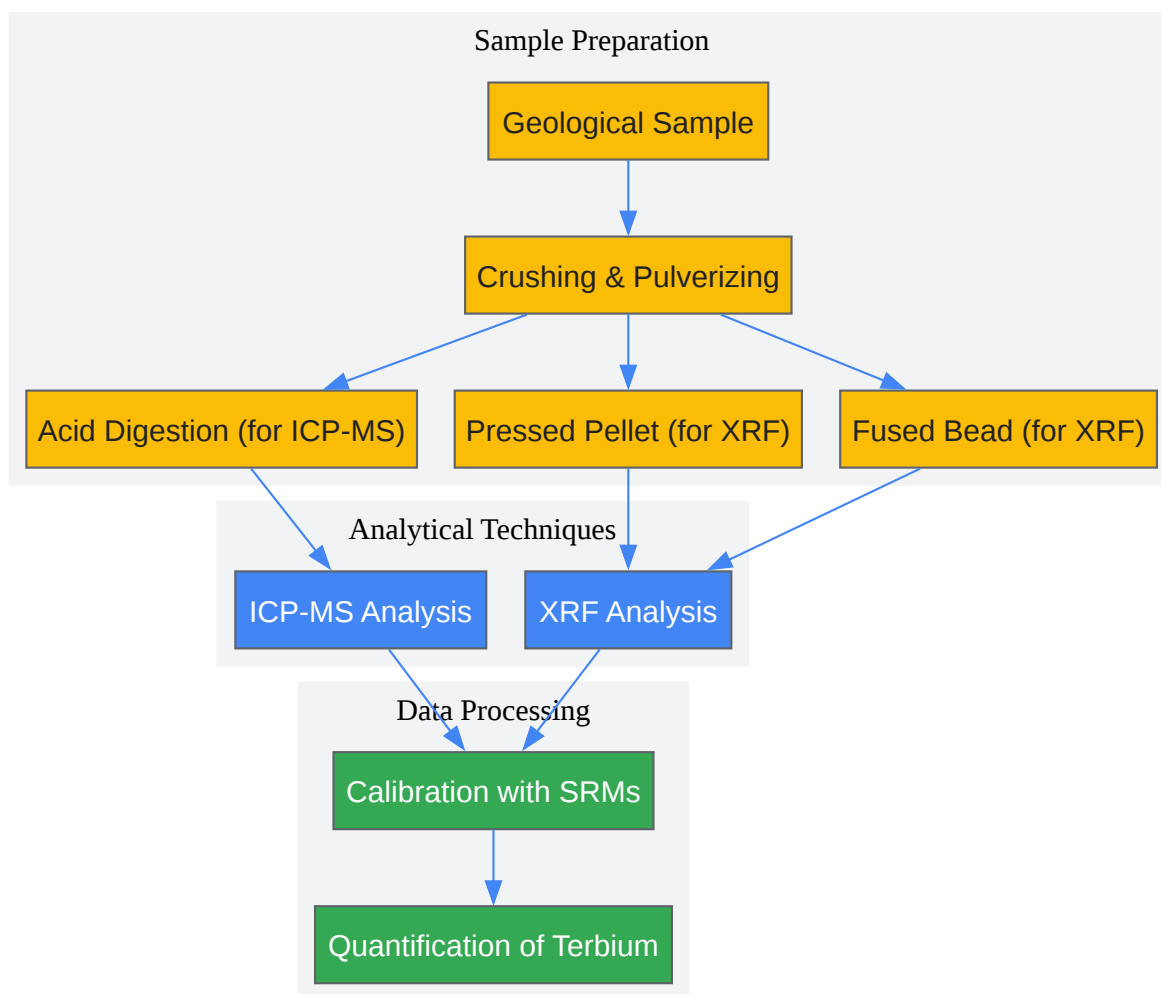 Sample Preparation
Geological Sample
Crushing & Pulverizing
Acid Digestion (for ICP-MS)
Pressed Pellet (for XRF)
Fused Bead (for XRF)
Analytical Techniques
ICP-MS Analysis
XRF Analysis
Data Processing
Calibration with SRMs
Quantification of Terbium